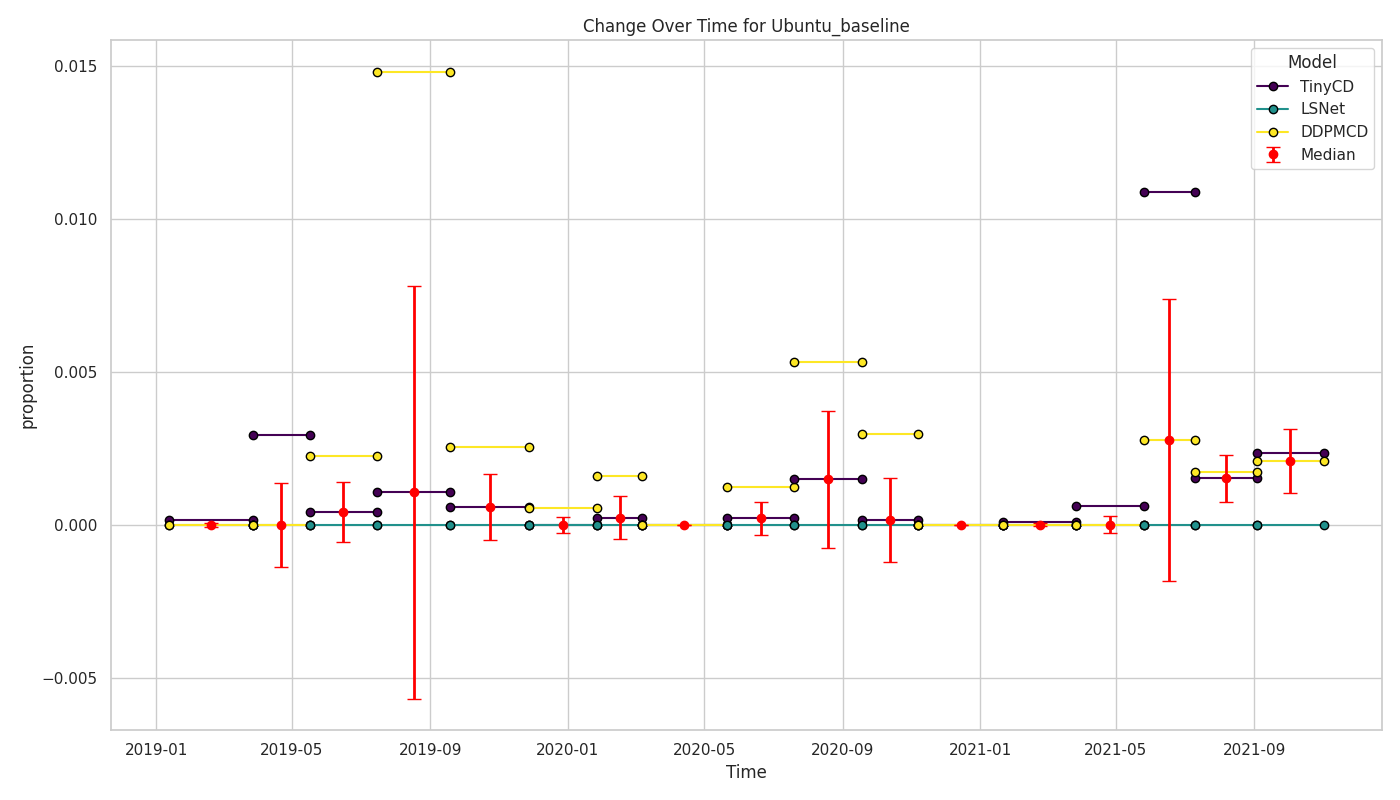 Change Over Time for Ubuntu_baseline
Model
TinyCD
LSNet
DDPMCD
Median
proportion
0.015
0.010
0.005
0.000
−0.005
2019-01
2019-05
2019-09
2020-01
2020-05
2020-09
2021-01
2021-05
2021-09
Time